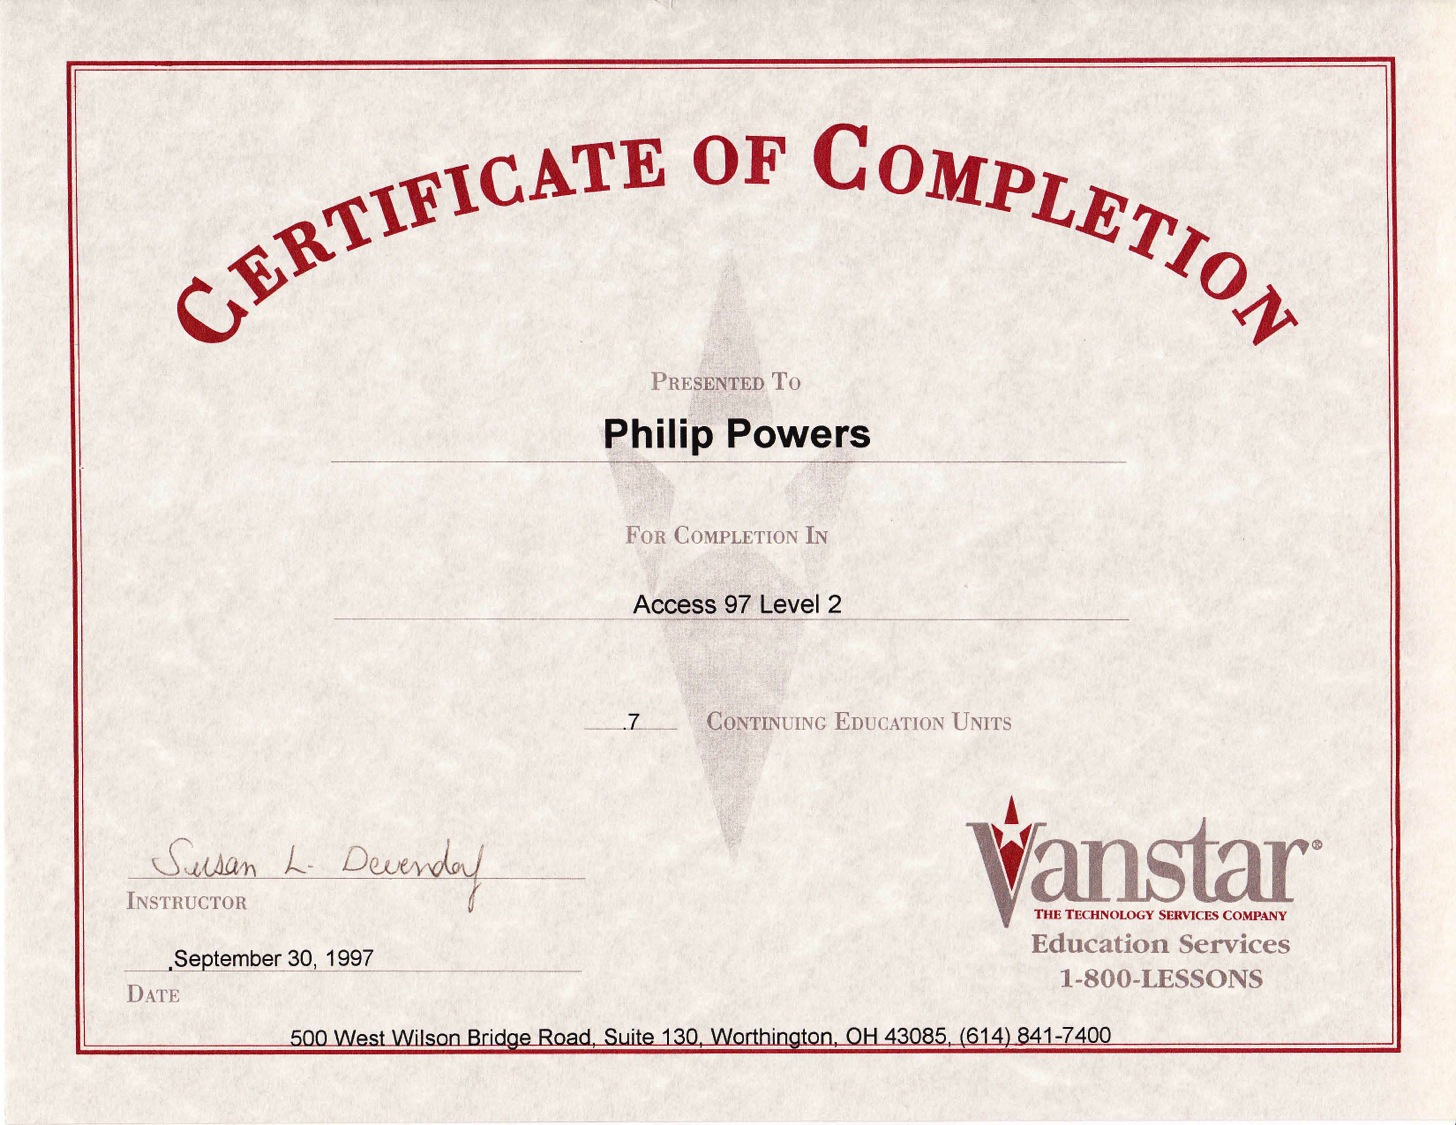 CERTIFICATE OF COMPLETION
PRESENTED TO
Philip Powers
FOR COMPLETION IN
Access 97 Level 2
.7 CONTINUING EDUCATION UNITS
Susan L. Devendorf
INSTRUCTOR
September 30, 1997
DATE
Vanstar®
THE TECHNOLOGY SERVICES COMPANY
Education Services
1-800-LESSONS
500 West Wilson Bridge Road, Suite 130, Worthington, OH 43085, (614) 841-7400